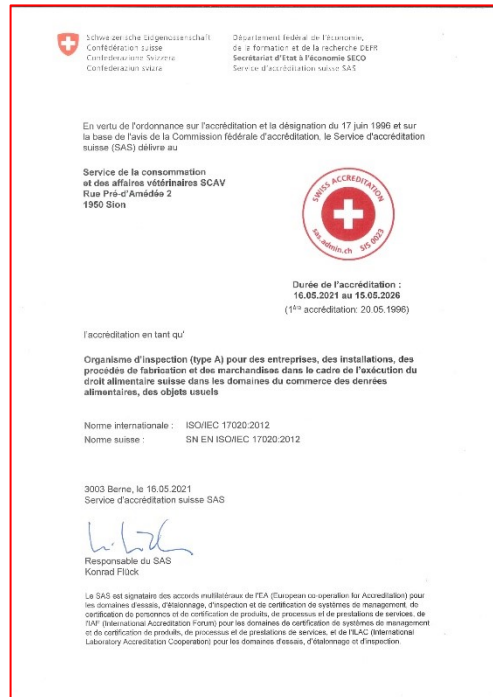 Schweizerische Eidgenossenschaft
Confédération suisse
Confederazione Svizzera
Confederaziun svizra
Département fédéral de l'économie,
de la formation et de la recherche DEFR
Secrétariat d'Etat à l'économie SECO
Service d'accréditation suisse SAS
En vertu de l'ordonnance sur l'accréditation et la désignation du 17 juin 1996 et sur
la base de l'avis de la Commission fédérale d'accréditation, le Service d'accréditation
suisse (SAS) délivre au
Service de la consommation
et des affaires vétérinaires SCAV
Rue Pré-d'Amédée 2
1950 Sion
SWISS ACCREDITATION
sas.admin.ch SIS 0023
Durée de l'accréditation :
16.05.2021 au 15.05.2026
(1ère accréditation: 20.05.1996)
l'accréditation en tant qu'
Organisme d'inspection (type A) pour des entreprises, des installations, des
procédés de fabrication et des marchandises dans le cadre de l'exécution du
droit alimentaire suisse dans les domaines du commerce des denrées
alimentaires, des objets usuels
Norme internationale : ISO/IEC 17020:2012
Norme suisse : SN EN ISO/IEC 17020:2012
3003 Berne, le 16.05.2021
Service d'accréditation suisse SAS
Responsable du SAS
Konrad Flück
Le SAS est signataire des accords multilatéraux de l'EA (European co-operation for Accreditation) pour
les domaines d'essais, d'étalonnage, d'inspection et de certification de systèmes de management, de
certification de personnes et de certification de produits, de processus et de prestations de services, de
l'IAF (International Accreditation Forum) pour les domaines de certification de systèmes de management
et de certification de produits, de processus et de prestations de services, et de l'ILAC (International
Laboratory Accreditation Cooperation) pour les domaines d'essais, d'étalonnage et d'inspection.